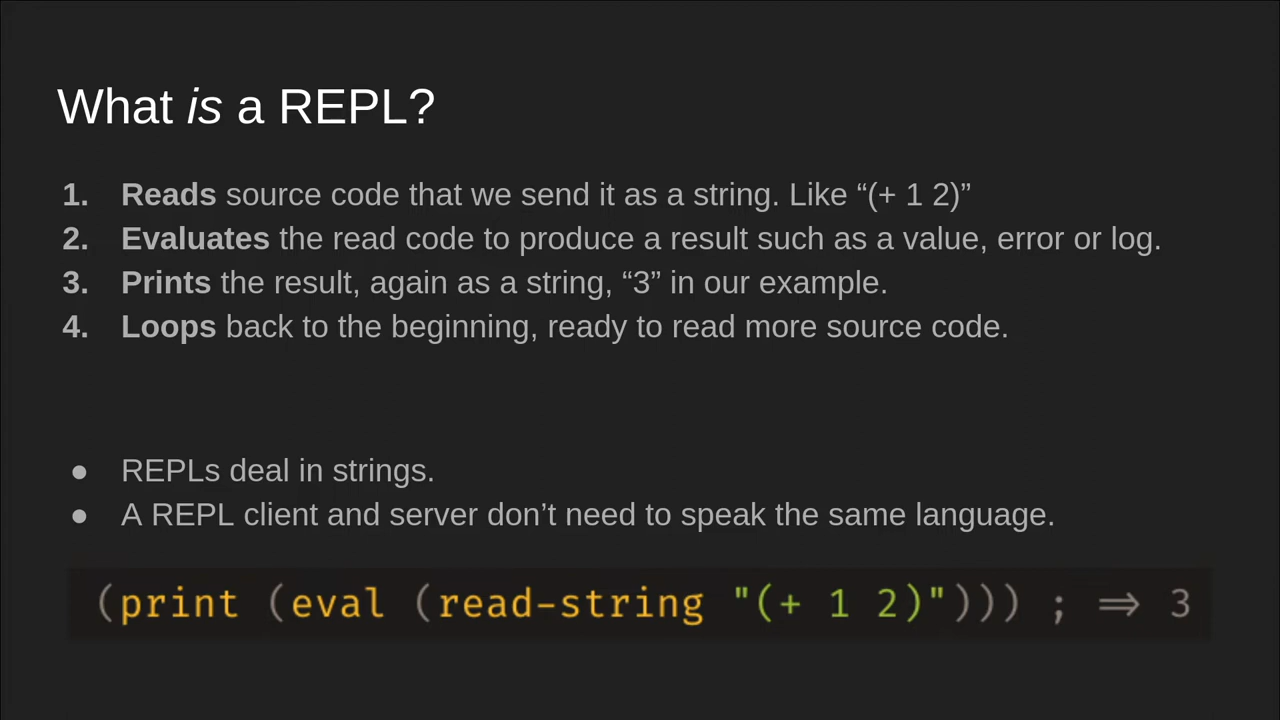 What is a REPL?
1. Reads source code that we send it as a string. Like “(+ 1 2)”
2. Evaluates the read code to produce a result such as a value, error or log.
3. Prints the result, again as a string, “3” in our example.
4. Loops back to the beginning, ready to read more source code.
● REPLs deal in strings.
● A REPL client and server don’t need to speak the same language.
(print (eval (read-string "(+ 1 2)"))) ; => 3